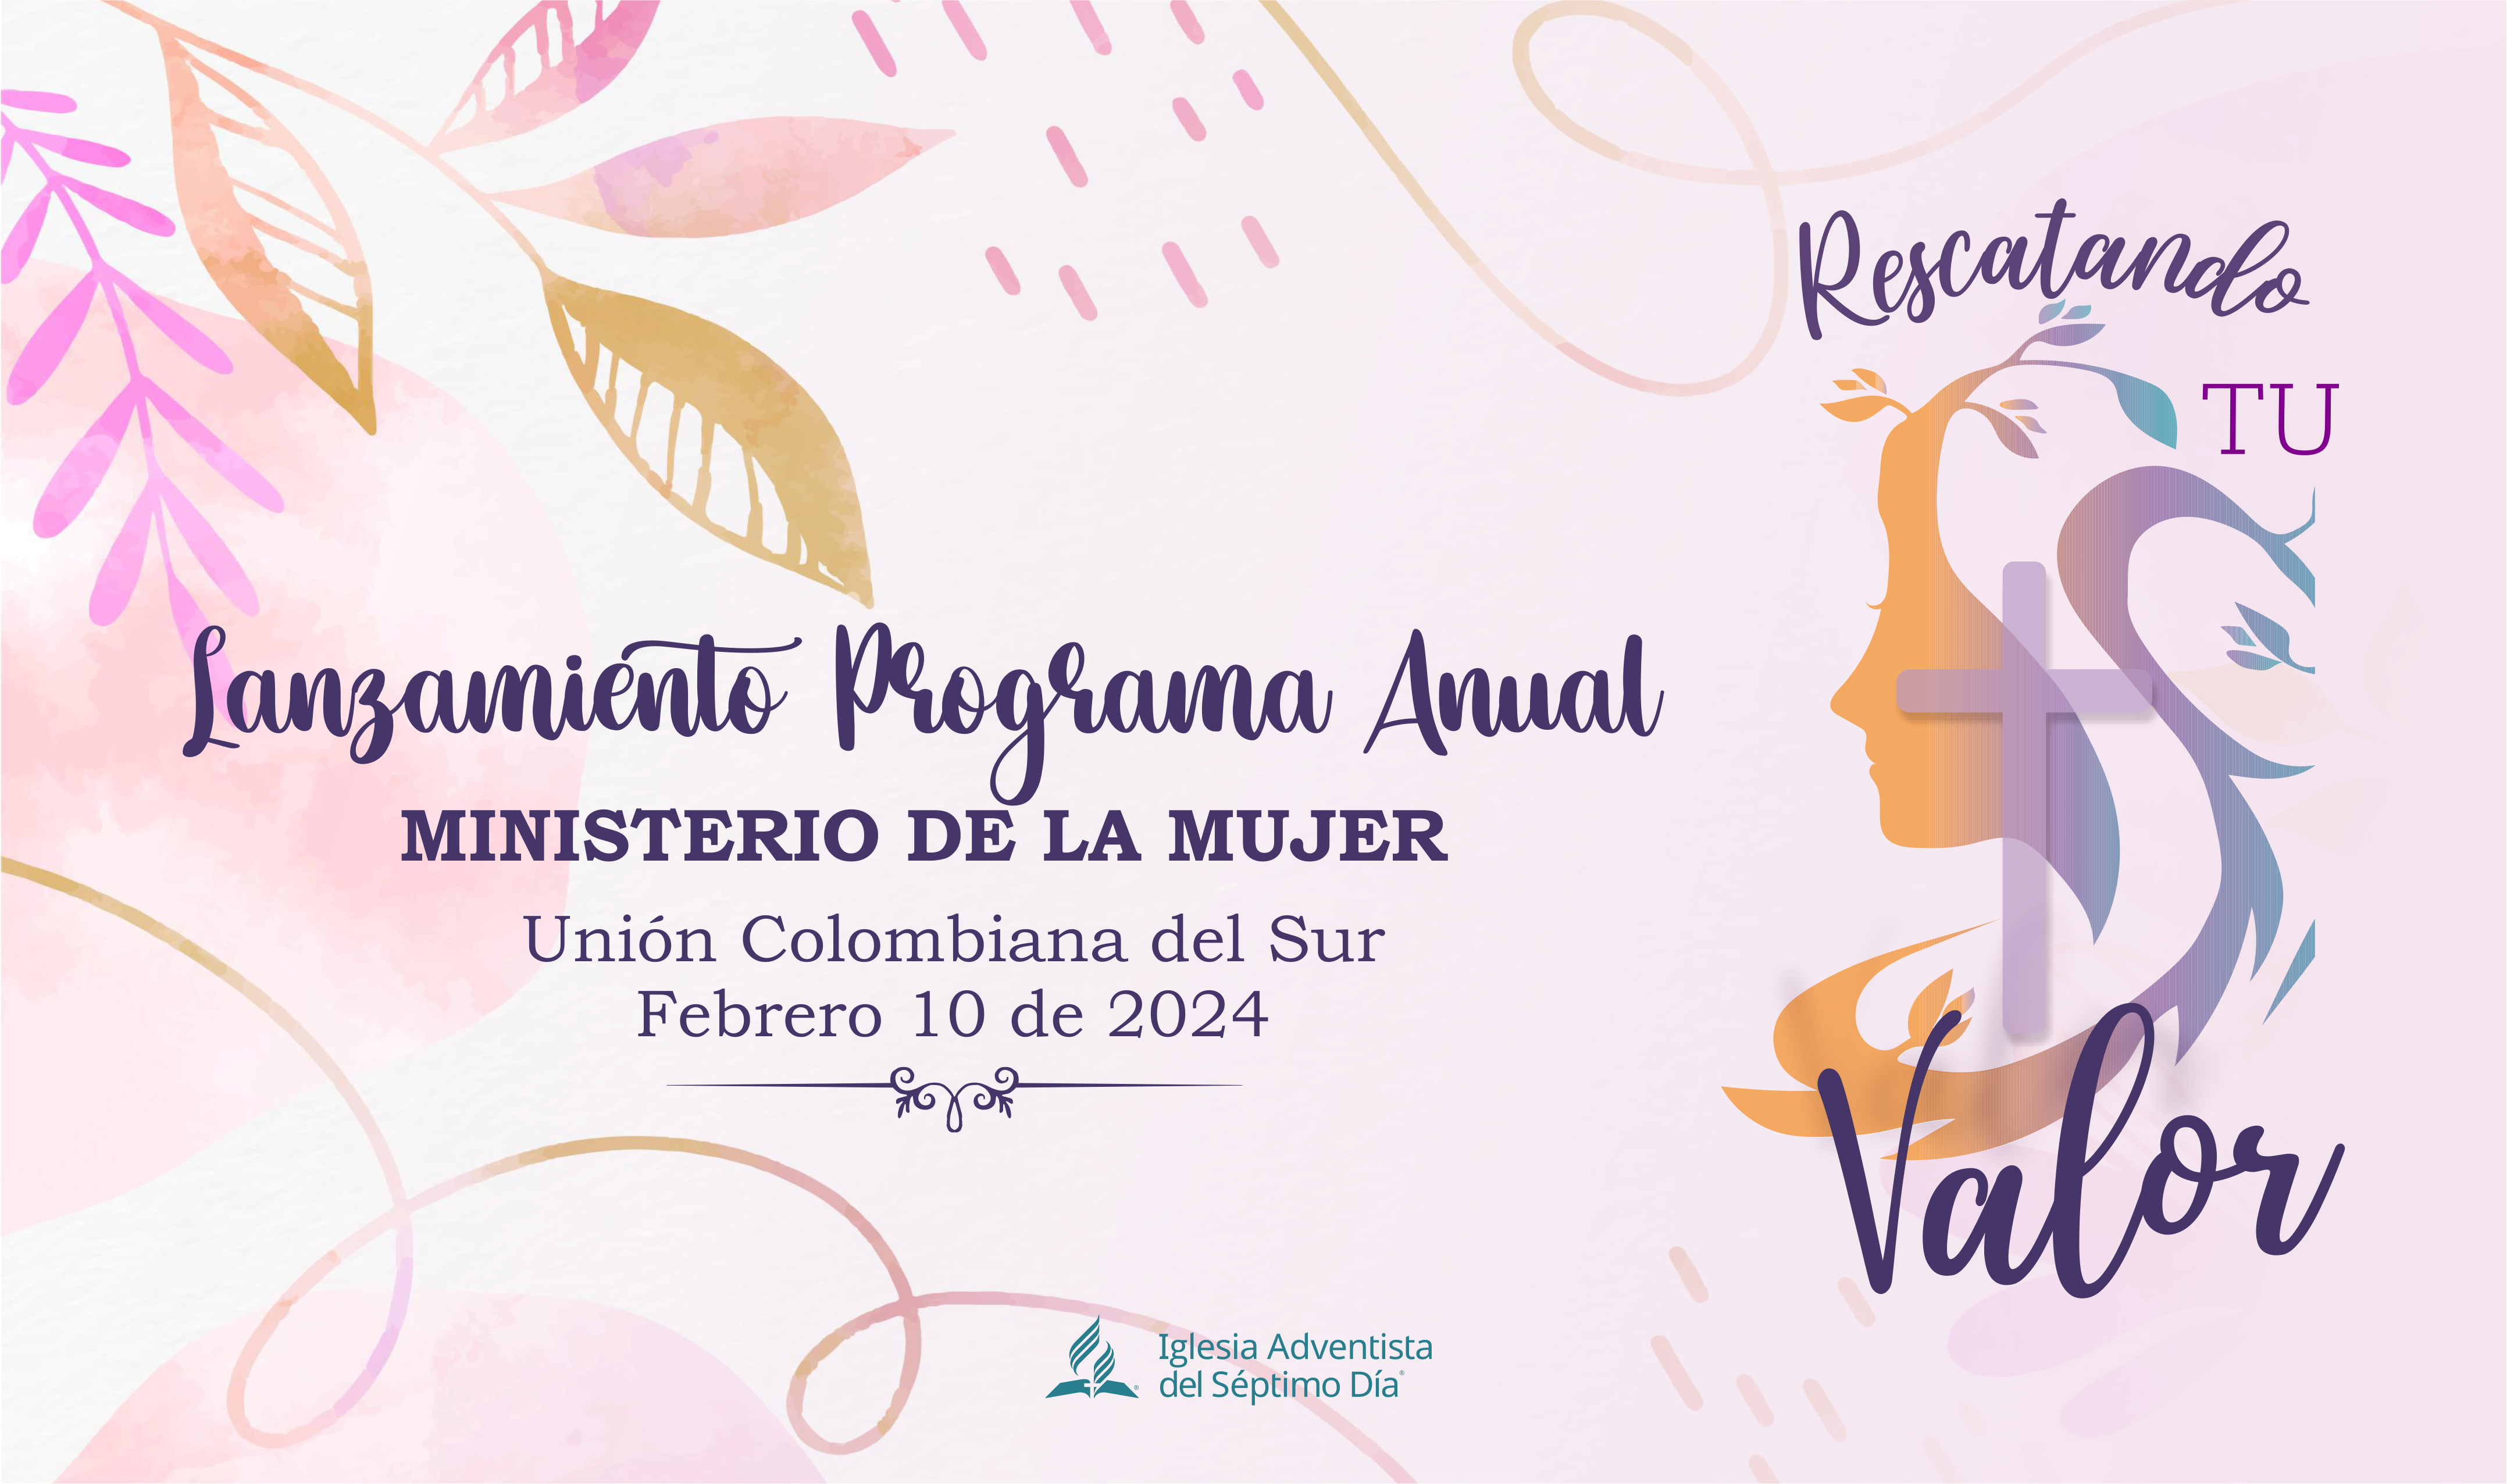 Rescatando
TU
Valor
Lanzamiento Programa Anual
MINISTERIO DE LA MUJER
Unión Colombiana del Sur
Febrero 10 de 2024
Iglesia Adventista
del Séptimo Día®